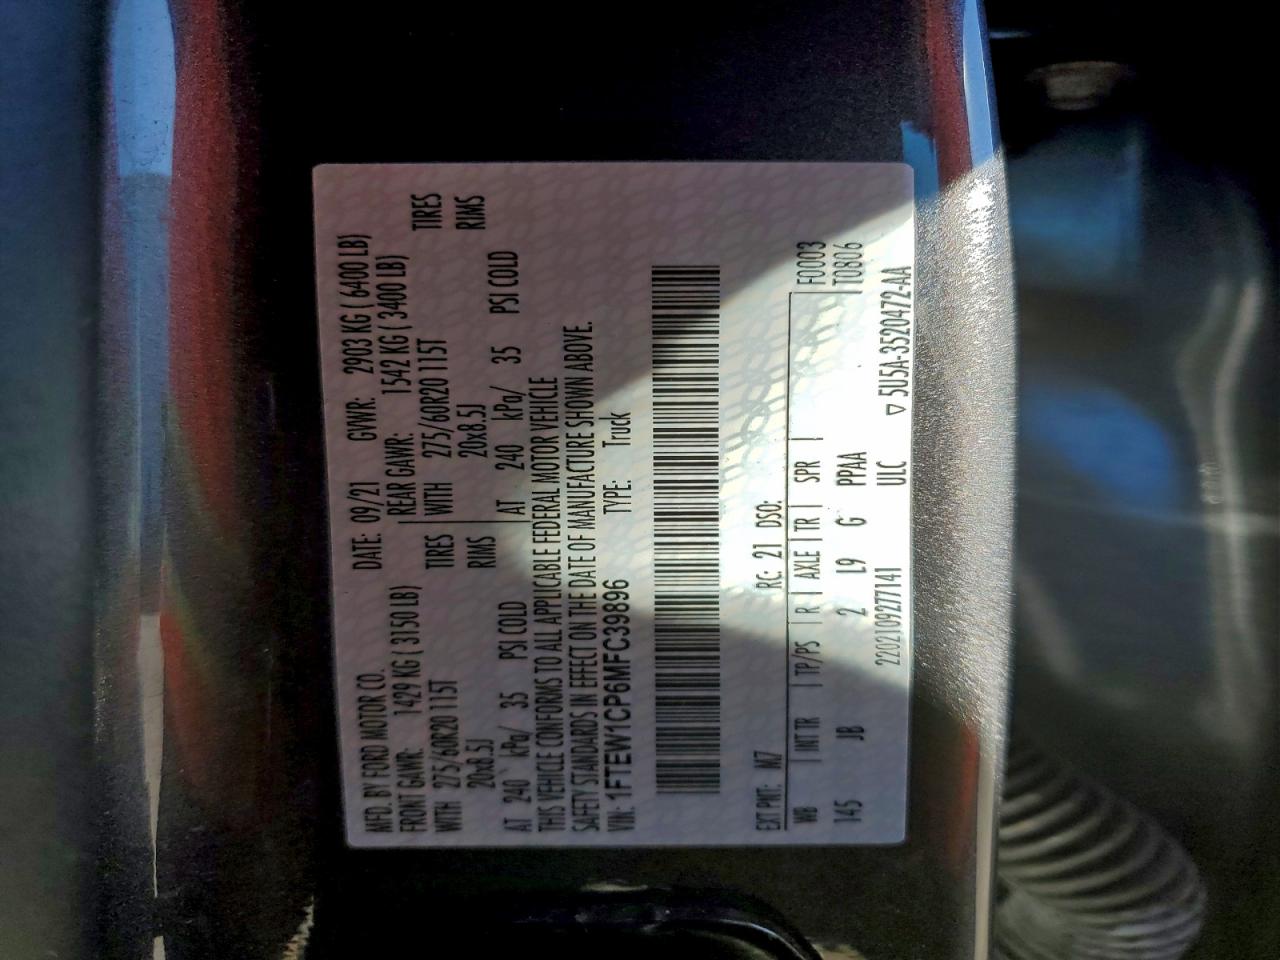 MFD. BY FORD MOTOR CO. DATE: 09/21 GVWR: 2903 KG ( 6400 LB)
FRONT GAWR: 1429 KG ( 3150 LB) REAR GAWR: 1542 KG ( 3400 LB)
WITH 275/60R20 115T TIRES WITH 275/60R20 115T TIRES
20x8.5J RIMS 20x8.5J RIMS
AT 240 kPa/ 35 PSI COLD AT 240 kPa/ 35 PSI COLD
THIS VEHICLE CONFORMS TO ALL APPLICABLE FEDERAL MOTOR VEHICLE
SAFETY STANDARDS IN EFFECT ON THE DATE OF MANUFACTURE SHOWN ABOVE.
VIN: 1FTEW1CP6MFC39896 TYPE: Truck
EXT PNT: M7 RC: 21 DSO: F0003
WB INT TR TP/PS R AXLE TR SPR T0806
145 JB 2 L9 G PPAA
2202109277141 ULC ▽ 5U5A-3520472-AA